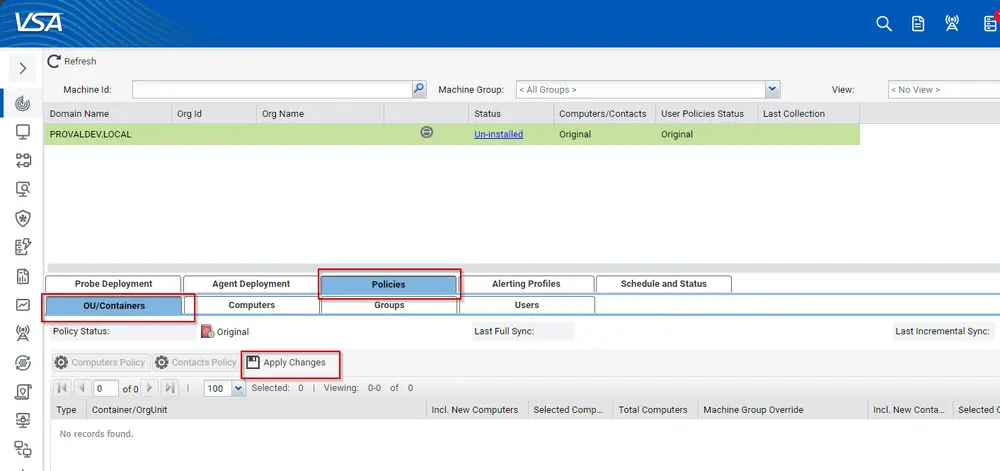 VSA
Refresh
Machine Id: Machine Group: < All Groups > View: < No View >
Domain Name Org Id Org Name Status Computers/Contacts User Policies Status Last Collection
PROVALDEV.LOCAL Un-installed Original Original
Probe Deployment Agent Deployment Policies Alerting Profiles Schedule and Status
OU/Containers Computers Groups Users
Policy Status: Original Last Full Sync: Last Incremental Sync:
Computers Policy Contacts Policy Apply Changes
0 of 0 100 Selected: 0 | Viewing: 0-0 of 0
Type Container/OrgUnit Incl. New Computers Selected Comp... Total Computers Machine Group Override Incl. New Conta... Selected C
No records found.